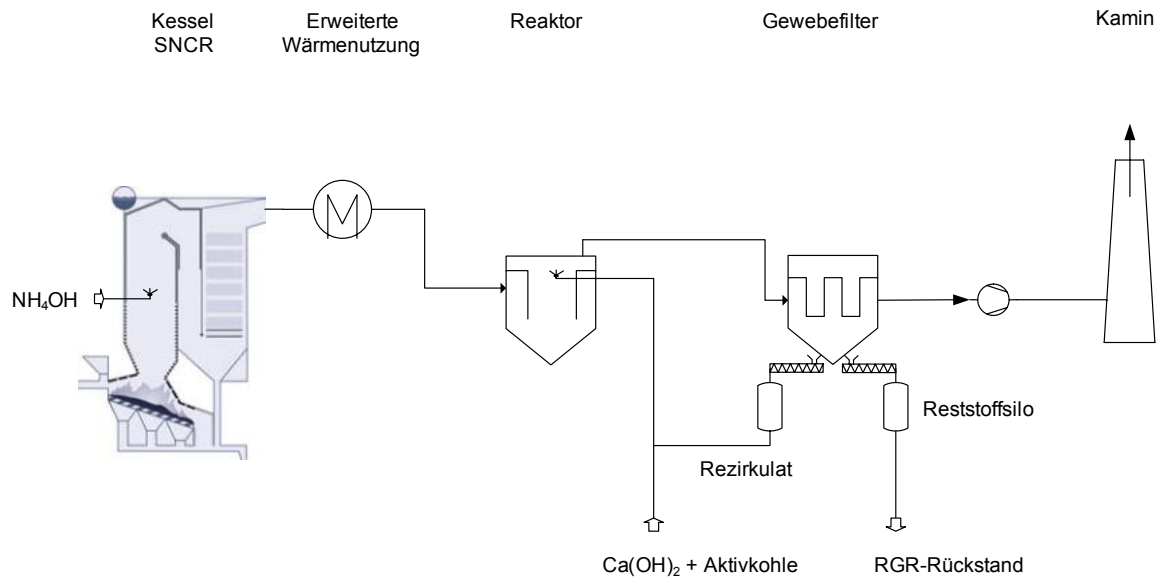 Kessel
SNCR
Erweiterte
Wärmenutzung
Reaktor
Gewebefilter
Kamin
NH₄OH
Reststoffsilo
Rezirkulat
Ca(OH)₂ + Aktivkohle
RGR-Rückstand